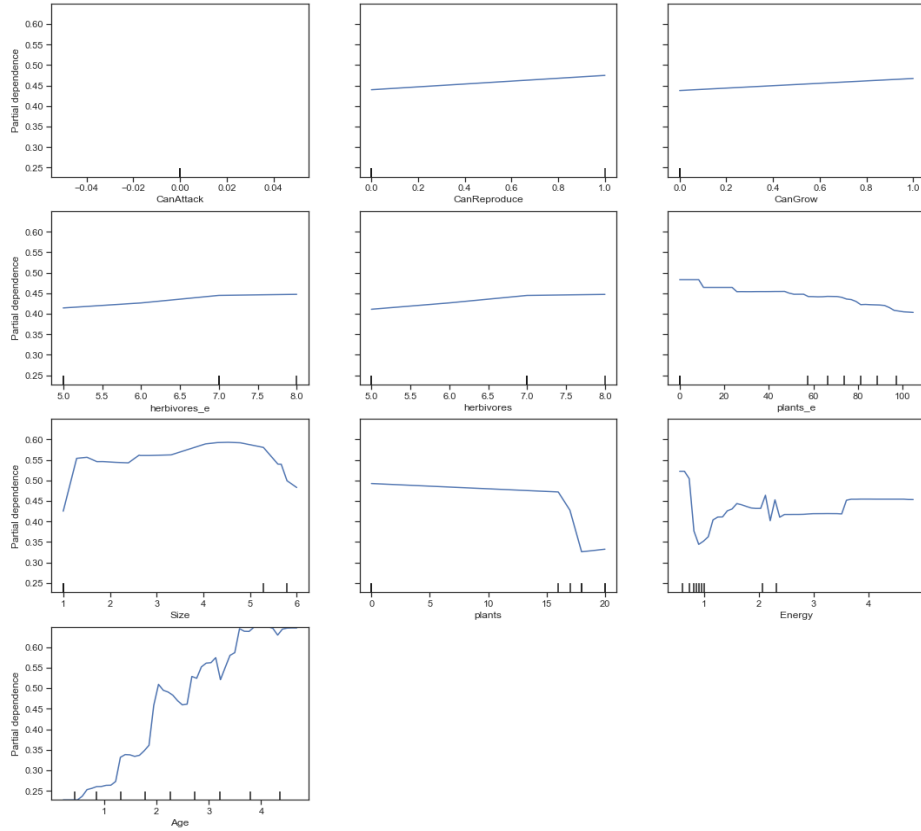 0.60
0.55
0.50
0.45
0.40
0.35
0.30
0.25
Partial dependence
−0.04 −0.02 0.00 0.02 0.04
CanAttack
0.0 0.2 0.4 0.6 0.8 1.0
CanReproduce
0.0 0.2 0.4 0.6 0.8 1.0
CanGrow
0.60
0.55
0.50
0.45
0.40
0.35
0.30
0.25
Partial dependence
5.0 5.5 6.0 6.5 7.0 7.5 8.0
herbivores_e
5.0 5.5 6.0 6.5 7.0 7.5 8.0
herbivores
0 20 40 60 80 100
plants_e
0.60
0.55
0.50
0.45
0.40
0.35
0.30
0.25
Partial dependence
1 2 3 4 5 6
Size
0 5 10 15 20
plants
1 2 3 4
Energy
0.60
0.55
0.50
0.45
0.40
0.35
0.30
0.25
Partial dependence
1 2 3 4
Age